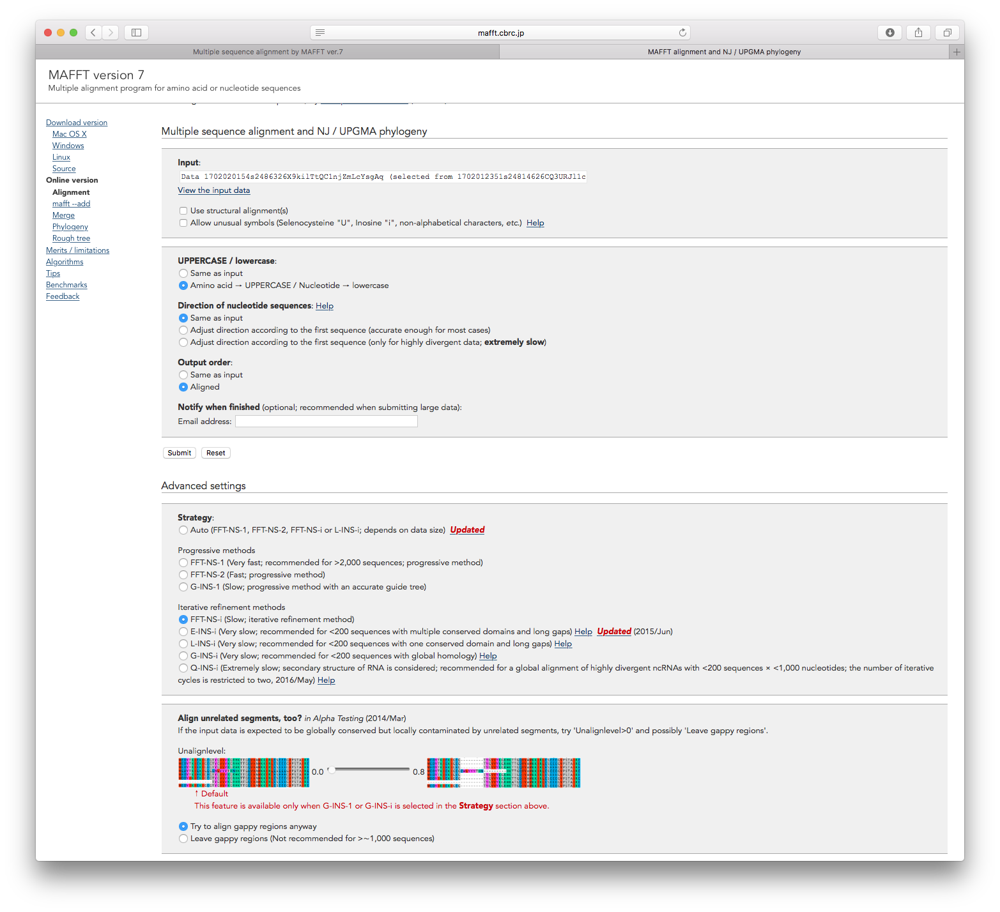 mafft.cbrc.jp
Multiple sequence alignment by MAFFT ver.7
MAFFT alignment and NJ / UPGMA phylogeny
MAFFT version 7
Multiple alignment program for amino acid or nucleotide sequences
Download version
Mac OS X
Windows
Linux
Source
Online version
Alignment
mafft --add
Merge
Phylogeny
Rough tree
Merits / limitations
Algorithms
Tips
Benchmarks
Feedback
Multiple sequence alignment and NJ / UPGMA phylogeny
Input:
Data 1702020154s2486326X9kilTtQC1njZmLcYsgAq (selected from 1702012351s24814626CQ3URJl1c
View the input data
Use structural alignment(s)
Allow unusual symbols (Selenocysteine "U", Inosine "i", non-alphabetical characters, etc.) Help
UPPERCASE / lowercase:
Same as input
Amino acid → UPPERCASE / Nucleotide → lowercase
Direction of nucleotide sequences: Help
Same as input
Adjust direction according to the first sequence (accurate enough for most cases)
Adjust direction according to the first sequence (only for highly divergent data; extremely slow)
Output order:
Same as input
Aligned
Notify when finished (optional; recommended when submitting large data):
Email address:
Submit Reset
Advanced settings
Strategy:
Auto (FFT-NS-1, FFT-NS-2, FFT-NS-i or L-INS-i; depends on data size) Updated
Progressive methods
FFT-NS-1 (Very fast; recommended for >2,000 sequences; progressive method)
FFT-NS-2 (Fast; progressive method)
G-INS-1 (Slow; progressive method with an accurate guide tree)
Iterative refinement methods
FFT-NS-i (Slow; iterative refinement method)
E-INS-i (Very slow; recommended for <200 sequences with multiple conserved domains and long gaps) Help Updated (2015/Jun)
L-INS-i (Very slow; recommended for <200 sequences with one conserved domain and long gaps) Help
G-INS-i (Very slow; recommended for <200 sequences with global homology) Help
Q-INS-i (Extremely slow; secondary structure of RNA is considered; recommended for a global alignment of highly divergent ncRNAs with <200 sequences × <1,000 nucleotides; the number of iterative
cycles is restricted to two, 2016/May) Help
Align unrelated segments, too? in Alpha Testing (2014/Mar)
If the input data is expected to be globally conserved but locally contaminated by unrelated segments, try 'Unalignlevel>0' and possibly 'Leave gappy regions'.
Unalignlevel:
0.0 0.8
↑ Default
This feature is available only when G-INS-1 or G-INS-i is selected in the Strategy section above.
Try to align gappy regions anyway
Leave gappy regions (Not recommended for >~1,000 sequences)